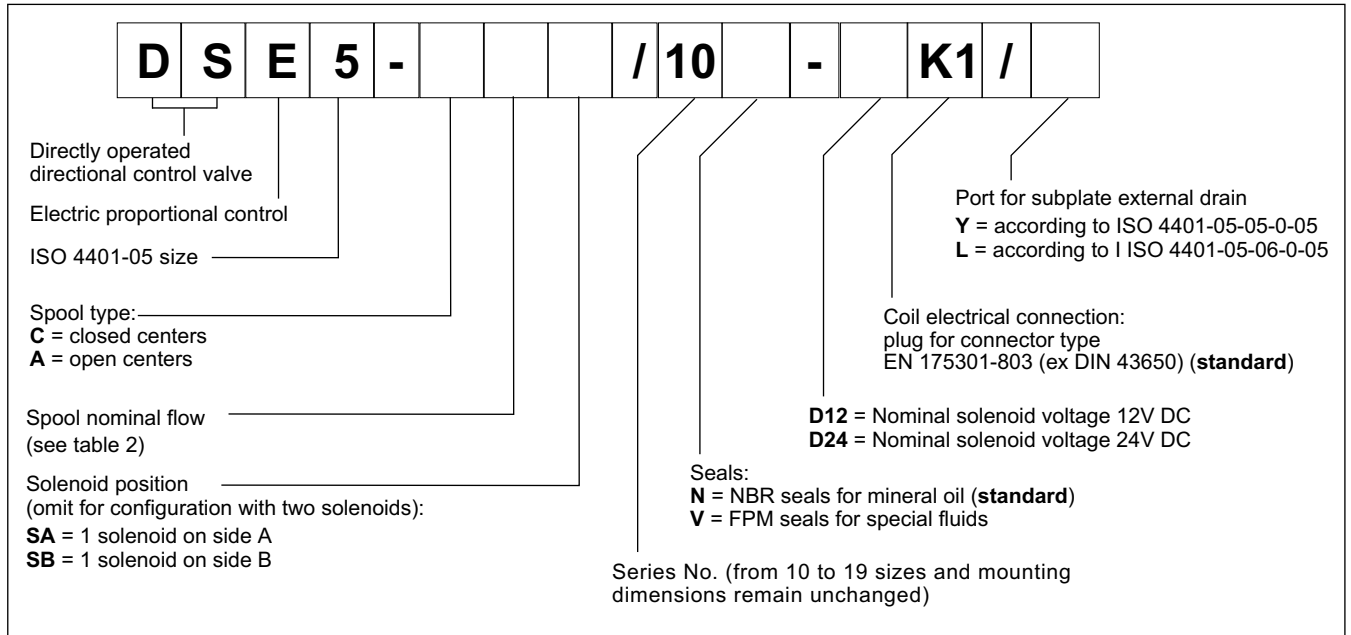 D S E 5 - / 10 - K1 /
Directly operated
directional control valve
Electric proportional control
ISO 4401-05 size
Spool type:
C = closed centers
A = open centers
Spool nominal flow
(see table 2)
Solenoid position
(omit for configuration with two solenoids):
SA = 1 solenoid on side A
SB = 1 solenoid on side B
Port for subplate external drain
Y = according to ISO 4401-05-05-0-05
L = according to I ISO 4401-05-06-0-05
Coil electrical connection:
plug for connector type
EN 175301-803 (ex DIN 43650) (standard)
D12 = Nominal solenoid voltage 12V DC
D24 = Nominal solenoid voltage 24V DC
Seals:
N = NBR seals for mineral oil (standard)
V = FPM seals for special fluids
Series No. (from 10 to 19 sizes and mounting
dimensions remain unchanged)